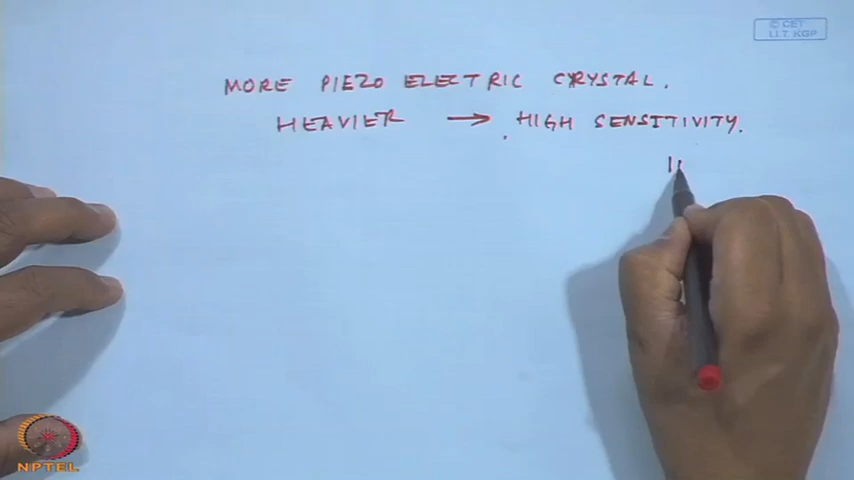 © CET
I.I.T. KGP
MORE PIEZO ELECTRIC CRYSTAL.
HEAVIER → HIGH SENSITIVITY.
NPTEL